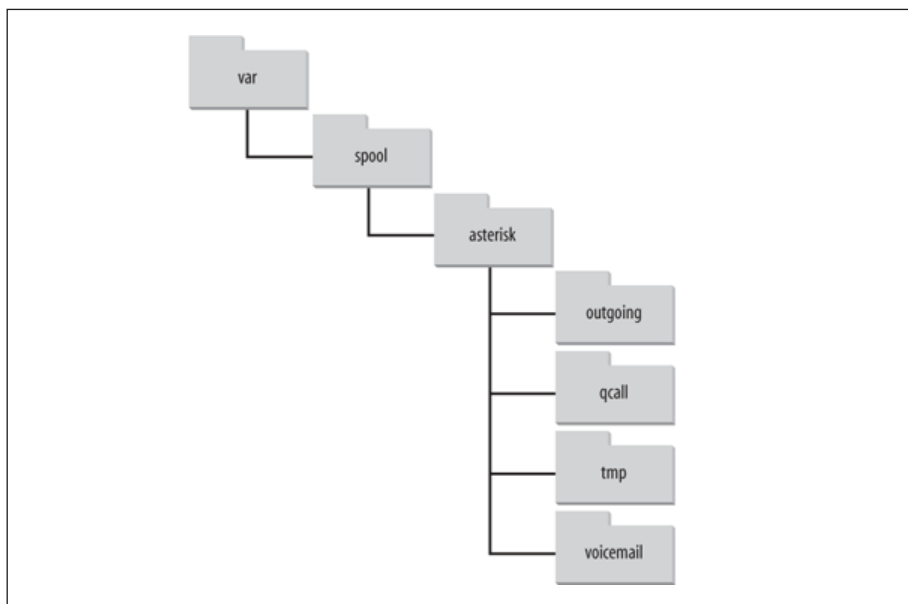 var
spool
asterisk
outgoing
qcall
tmp
voicemail